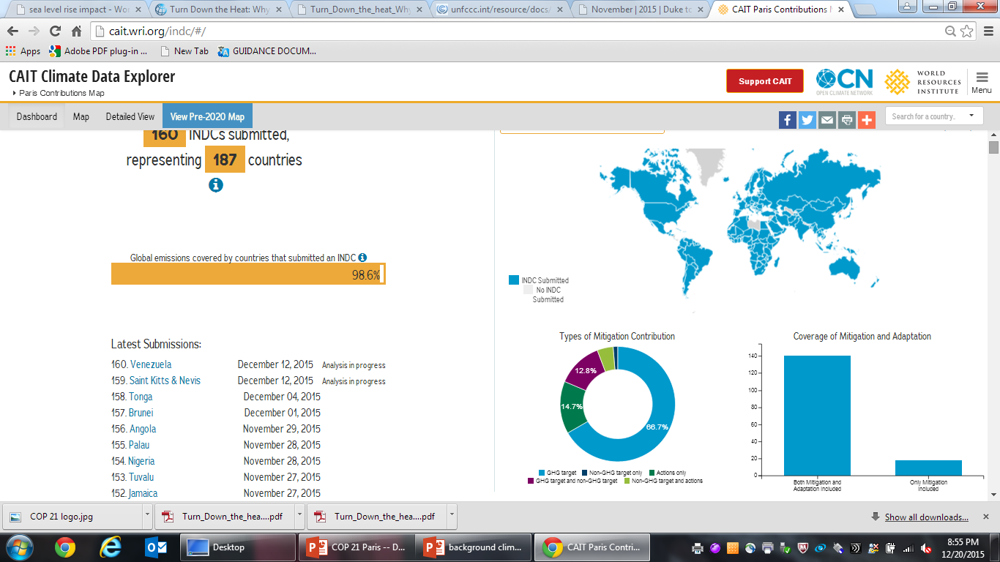 sea level rise impact - Wor
Turn Down the Heat: Why
Turn_Down_the_heat_Why
unfccc.int/resource/docs/
November | 2015 | Duke to
CAIT Paris Contributions M
cait.wri.org/indc/#/
Apps
Adobe PDF plug-in ...
New Tab
GUIDANCE DOCUM...
CAIT Climate Data Explorer
Paris Contributions Map
Support CAIT
OCN
OPEN CLIMATE NETWORK
WORLD
RESOURCES
INSTITUTE
Menu
Dashboard
Map
Detailed View
View Pre-2020 Map
Search for a country..
160 INDCs submitted,
representing 187 countries
Global emissions covered by countries that submitted an INDC
98.6%
INDC Submitted
No INDC
Submitted
Latest Submissions:
160. Venezuela December 12, 2015 Analysis in progress
159. Saint Kitts & Nevis December 12, 2015 Analysis in progress
158. Tonga December 04, 2015
157. Brunei December 01, 2015
156. Angola November 29, 2015
155. Palau November 28, 2015
154. Nigeria November 28, 2015
153. Tuvalu November 27, 2015
152. Jamaica November 27, 2015
Types of Mitigation Contribution
12.8%
14.7%
66.7%
GHG target Non-GHG target only Actions only
GHG target and non-GHG target Non-GHG target and actions
Coverage of Mitigation and Adaptation
140
120
100
80
60
40
20
0
Both Mitigation and
Adaptation Included
Only Mitigation
Included
COP 21 logo.jpg
Turn_Down_the_hea....pdf
Turn_Down_the_hea....pdf
Show all downloads...
Desktop
COP 21 Paris -- D...
background clim...
CAIT Paris Contri...
8:55 PM
12/20/2015